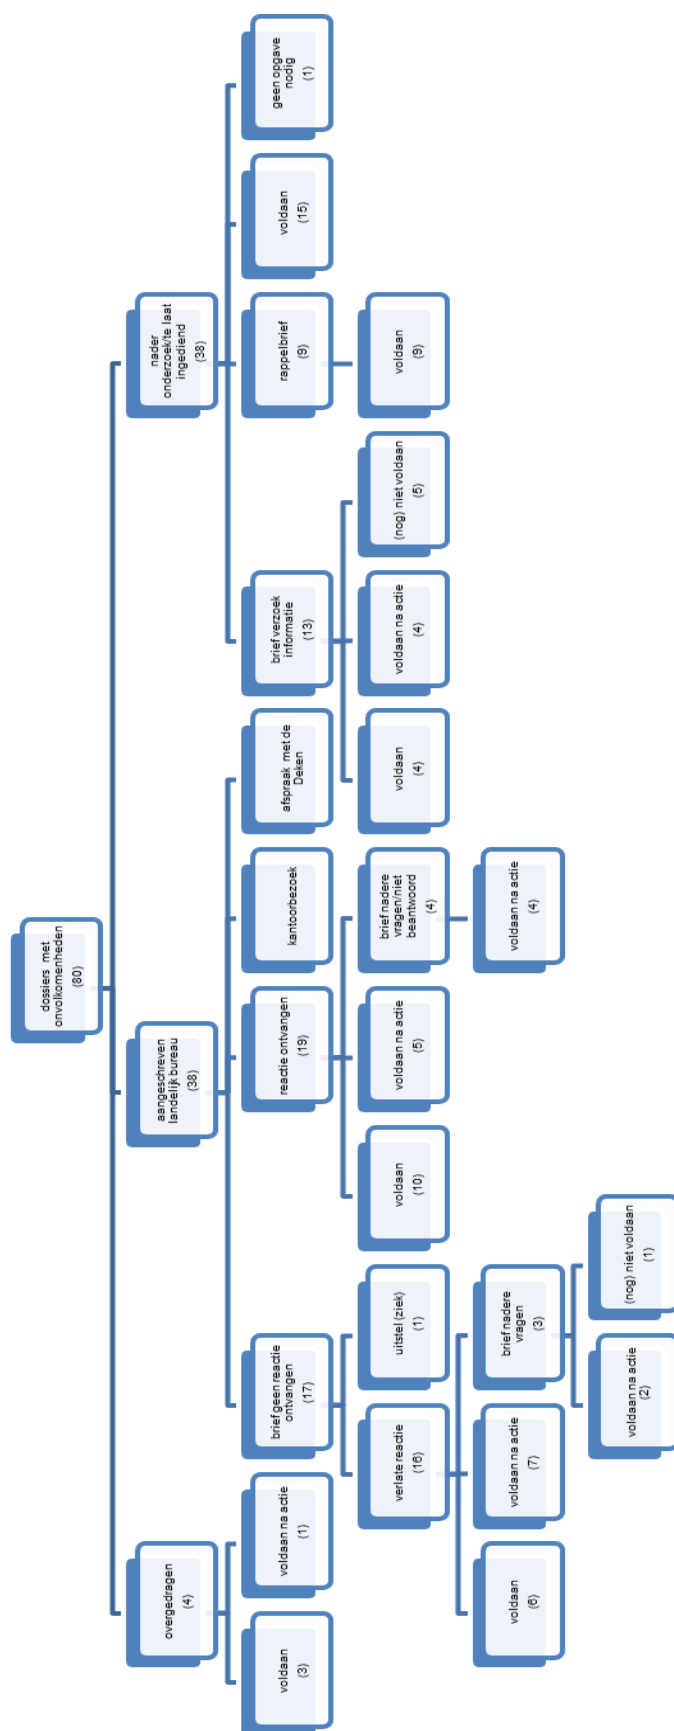 dossiers met
onvolkomenheden
(80)
overgedragen
(4)
aangeschreven
landelijk bureau
(38)
nader
onderzoek/te laat
ingediend
(38)
voldaan
(3)
voldaan na actie
(1)
brief geen reactie
ontvangen
(17)
reactie ontvangen
(19)
kantoorbezoek
afspraak met de
Deken
brief verzoek
informatie
(13)
rappelbrief
(9)
voldaan
(15)
geen opgave
nodig
(1)
verlate reactie
(16)
uitstel (ziek)
(1)
voldaan
(10)
voldaan na actie
(5)
brief nadere
vragen/niet
beantwoord
(4)
voldaan
(4)
voldaan na actie
(4)
(nog) niet voldaan
(5)
voldaan
(9)
voldaan
(6)
voldaan na actie
(7)
brief nadere
vragen
(3)
voldaan na actie
(4)
voldaan na actie
(2)
(nog) niet voldaan
(1)